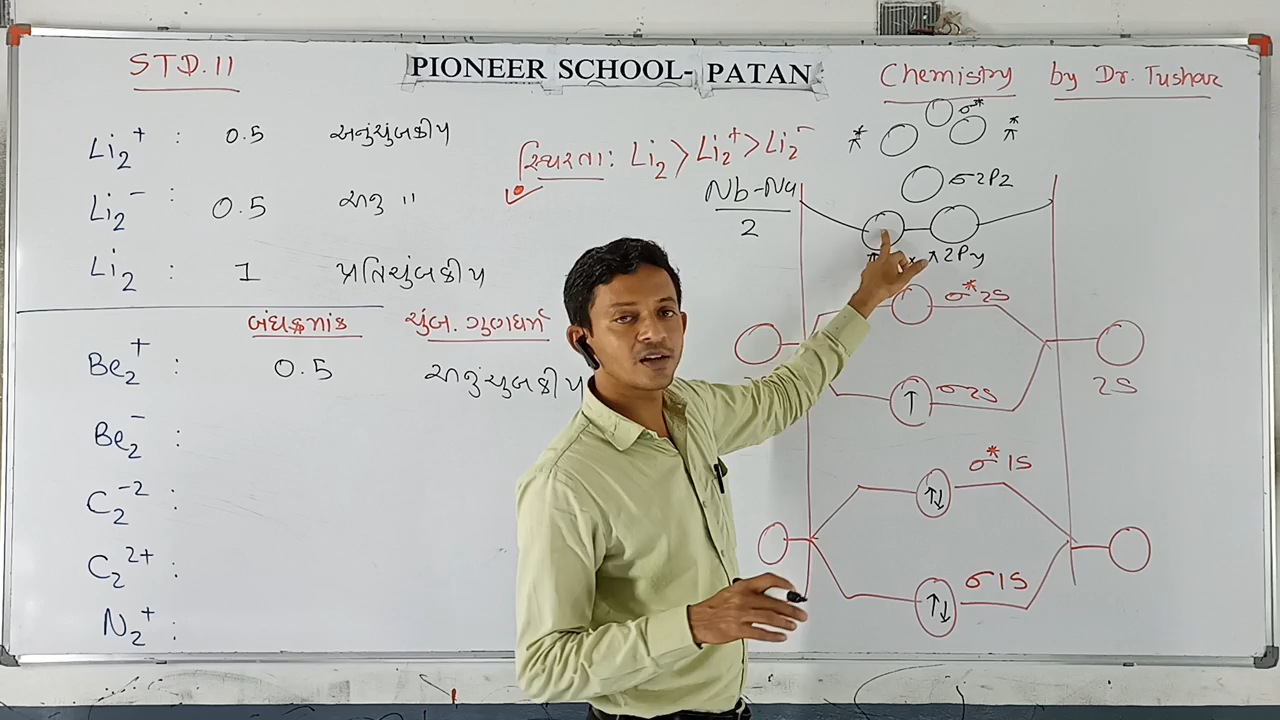 STD.11
PIONEER SCHOOL- PATAN
Chemistry by Dr. Tushar
Li₂⁺ : 0.5 અનુંચુંબકીય
Li₂⁻ : 0.5 અનુ "
Li₂ : 1 પ્રતિચુંબકીય
સ્થિરતા: Li₂ > Li₂⁺ > Li₂⁻
બંધક્રમાંક ચુંબ. ગુણધર્મ
Be₂⁺ : 0.5 અનુંચુબકીય
Be₂⁻ :
C₂⁻² :
C₂²⁺ :
N₂⁺ :
Nb-Na
2
σ*
π* π*
σ2Pz
π2Py
σ*2S
σ2S
2S
σ*1S
σ1S